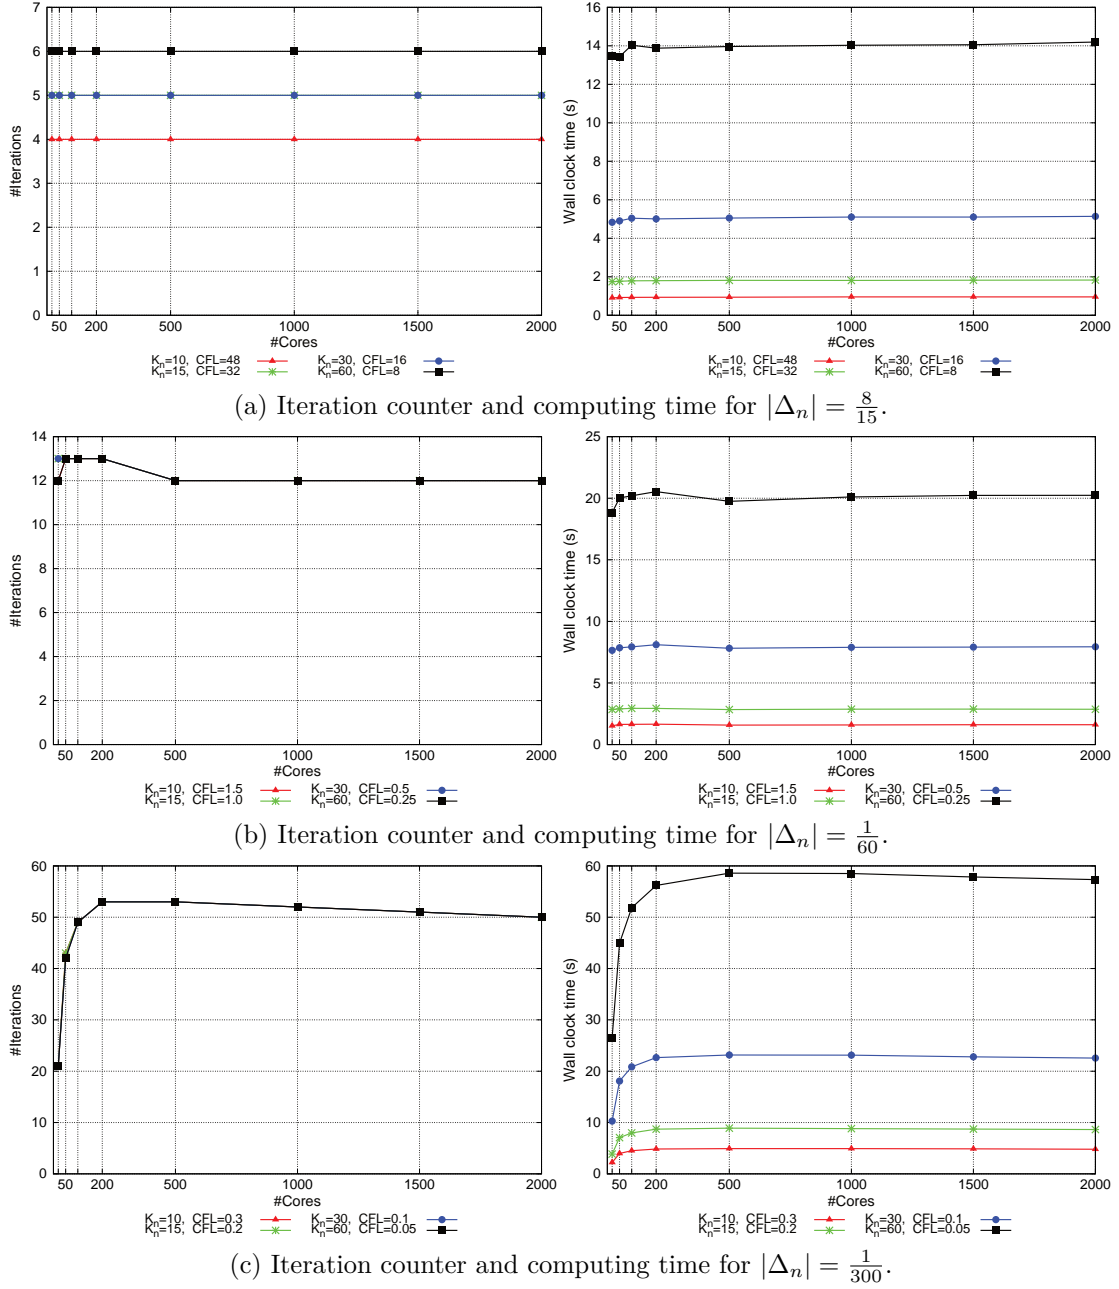 16
14
12
10
8
6
4
2
0
7
6
5
4
3
2
1
0
#Iterations
Wall clock time (s)
50 200 500 1000 1500 2000
50 200 500 1000 1500 2000
#Cores
#Cores
Kn=10, CFL=48 Kn=30, CFL=16
Kn=15, CFL=32 Kn=60, CFL=8
Kn=10, CFL=48 Kn=30, CFL=16
Kn=15, CFL=32 Kn=60, CFL=8
(a) Iteration counter and computing time for |Δn| = 8/15.
14
12
10
8
6
4
2
0
25
20
15
10
5
0
#Iterations
Wall clock time (s)
50 200 500 1000 1500 2000
50 200 500 1000 1500 2000
#Cores
#Cores
Kn=10, CFL=1.5 Kn=30, CFL=0.5
Kn=15, CFL=1.0 Kn=60, CFL=0.25
Kn=10, CFL=1.5 Kn=30, CFL=0.5
Kn=15, CFL=1.0 Kn=60, CFL=0.25
(b) Iteration counter and computing time for |Δn| = 1/60.
60
50
40
30
20
10
0
60
50
40
30
20
10
0
#Iterations
Wall clock time (s)
50 200 500 1000 1500 2000
50 200 500 1000 1500 2000
#Cores
#Cores
Kn=10, CFL=0.3 Kn=30, CFL=0.1
Kn=15, CFL=0.2 Kn=60, CFL=0.05
Kn=10, CFL=0.3 Kn=30, CFL=0.1
Kn=15, CFL=0.2 Kn=60, CFL=0.05
(c) Iteration counter and computing time for |Δn| = 1/300.